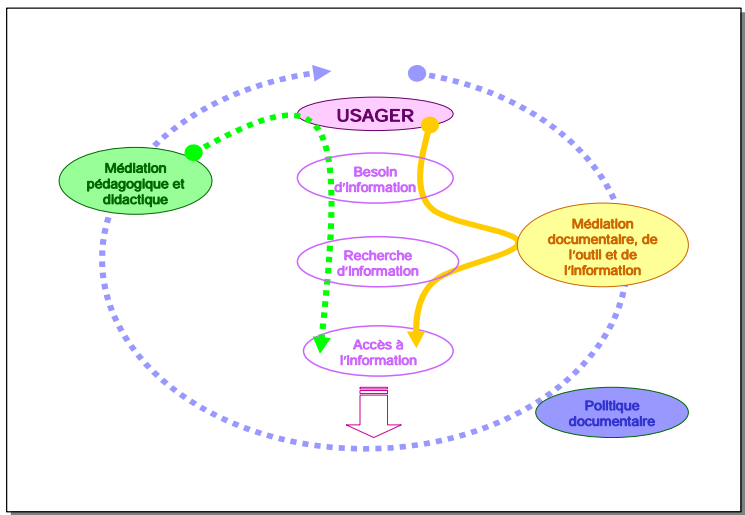 USAGER
Médiation
pédagogique et
didactique
Besoin
d'information
Médiation
documentaire, de
l'outil et de
l'information
Recherche
d'information
Accès à
l'information
Politique
documentaire